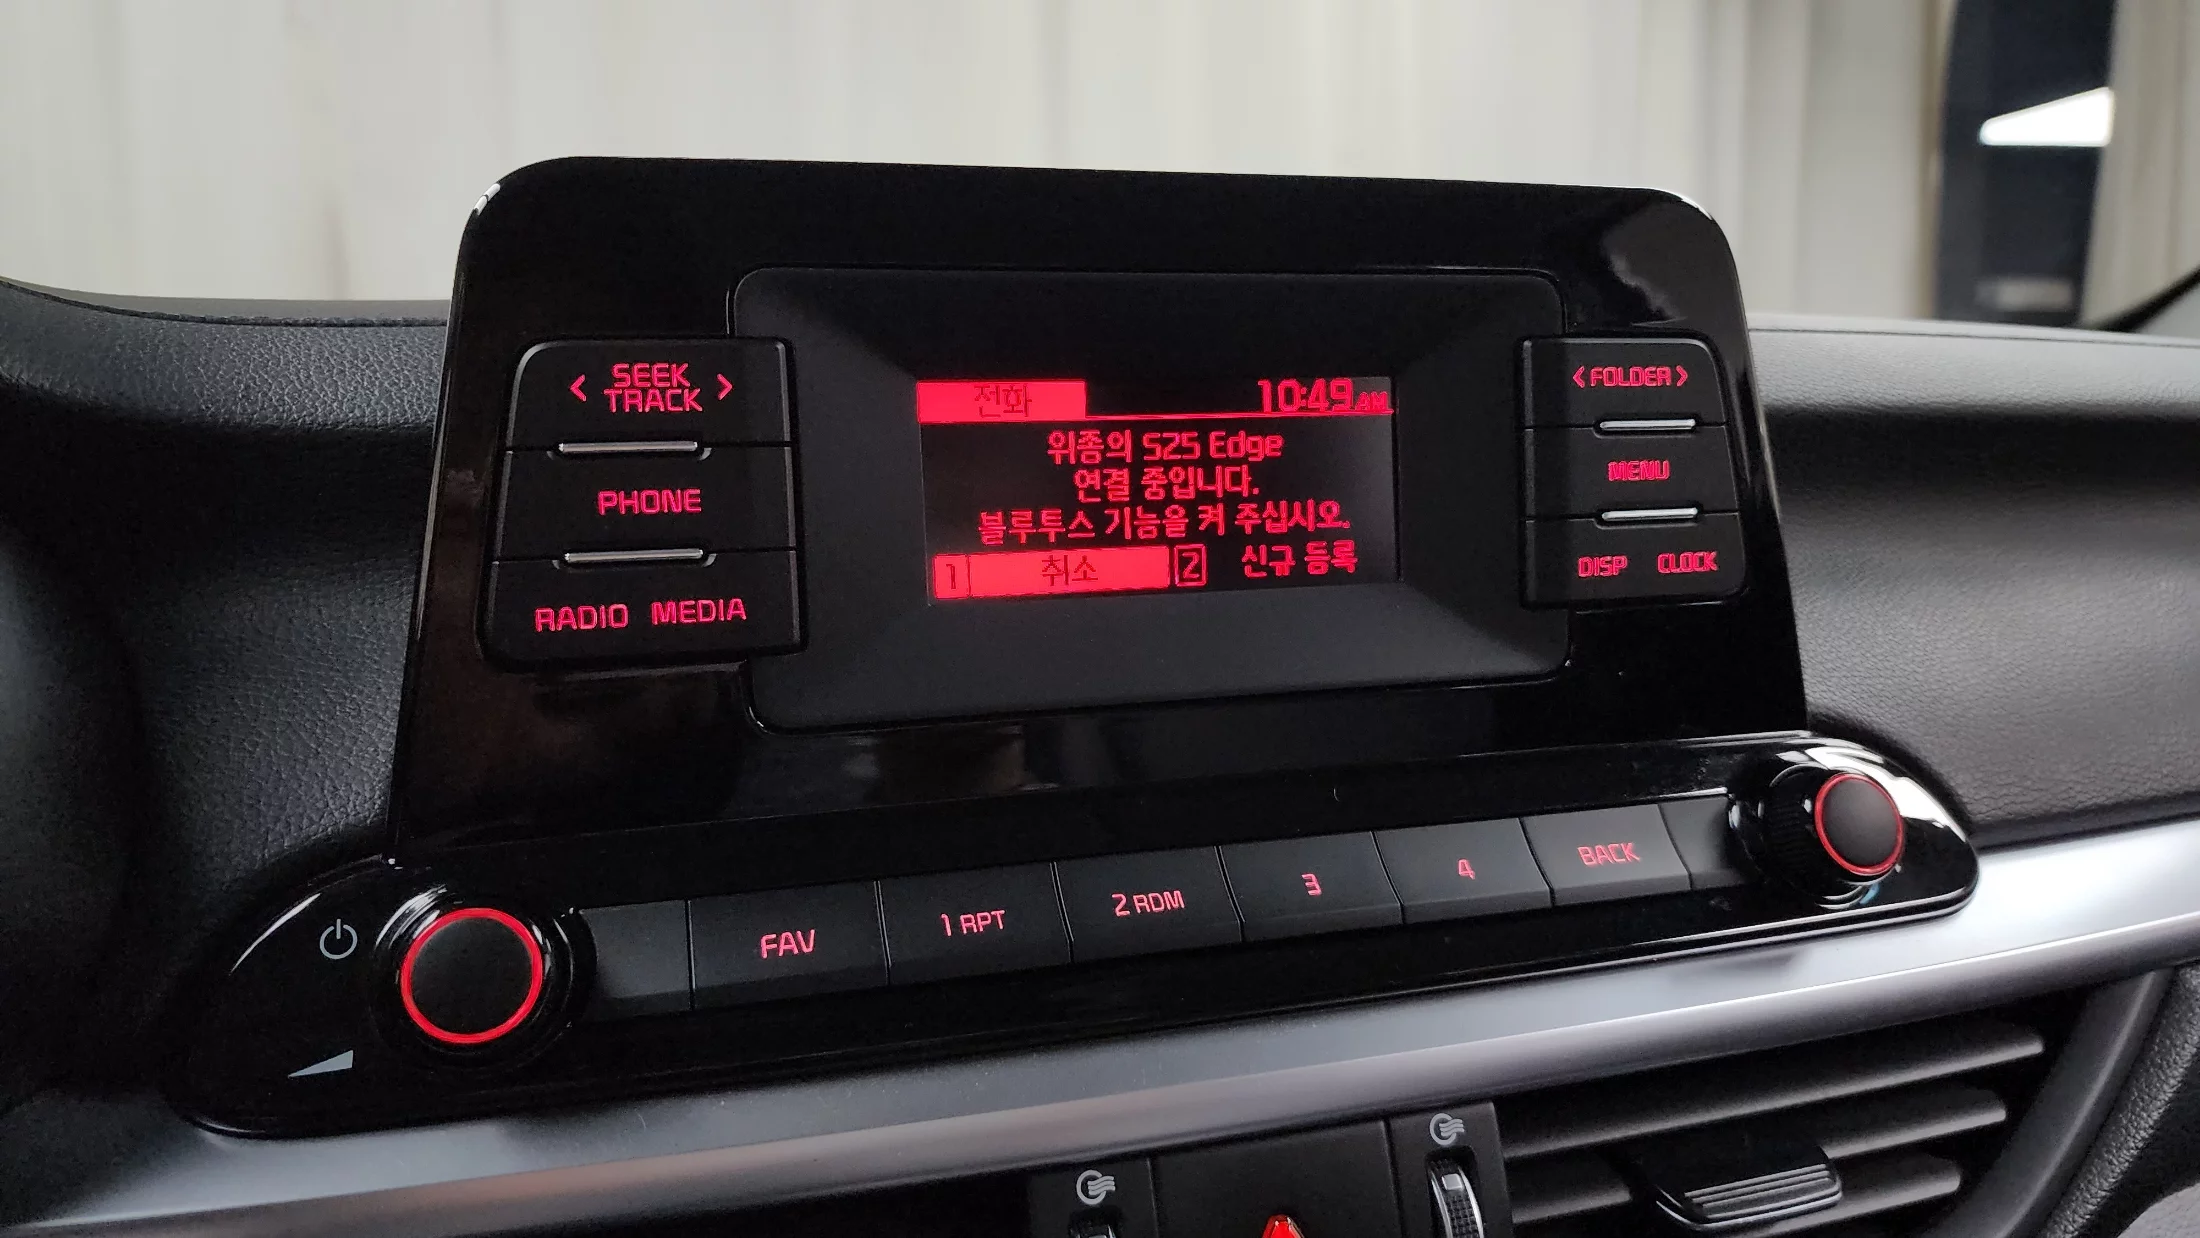 < SEEK TRACK >
PHONE
RADIO MEDIA
전화 10:49 AM
위종의 S25 Edge
연결 중입니다.
블루투스 기능을 켜 주십시오.
1 취소 2 신규 등록
< FOLDER >
MENU
DISP CLOCK
FAV 1 RPT 2 RDM 3 4 BACK